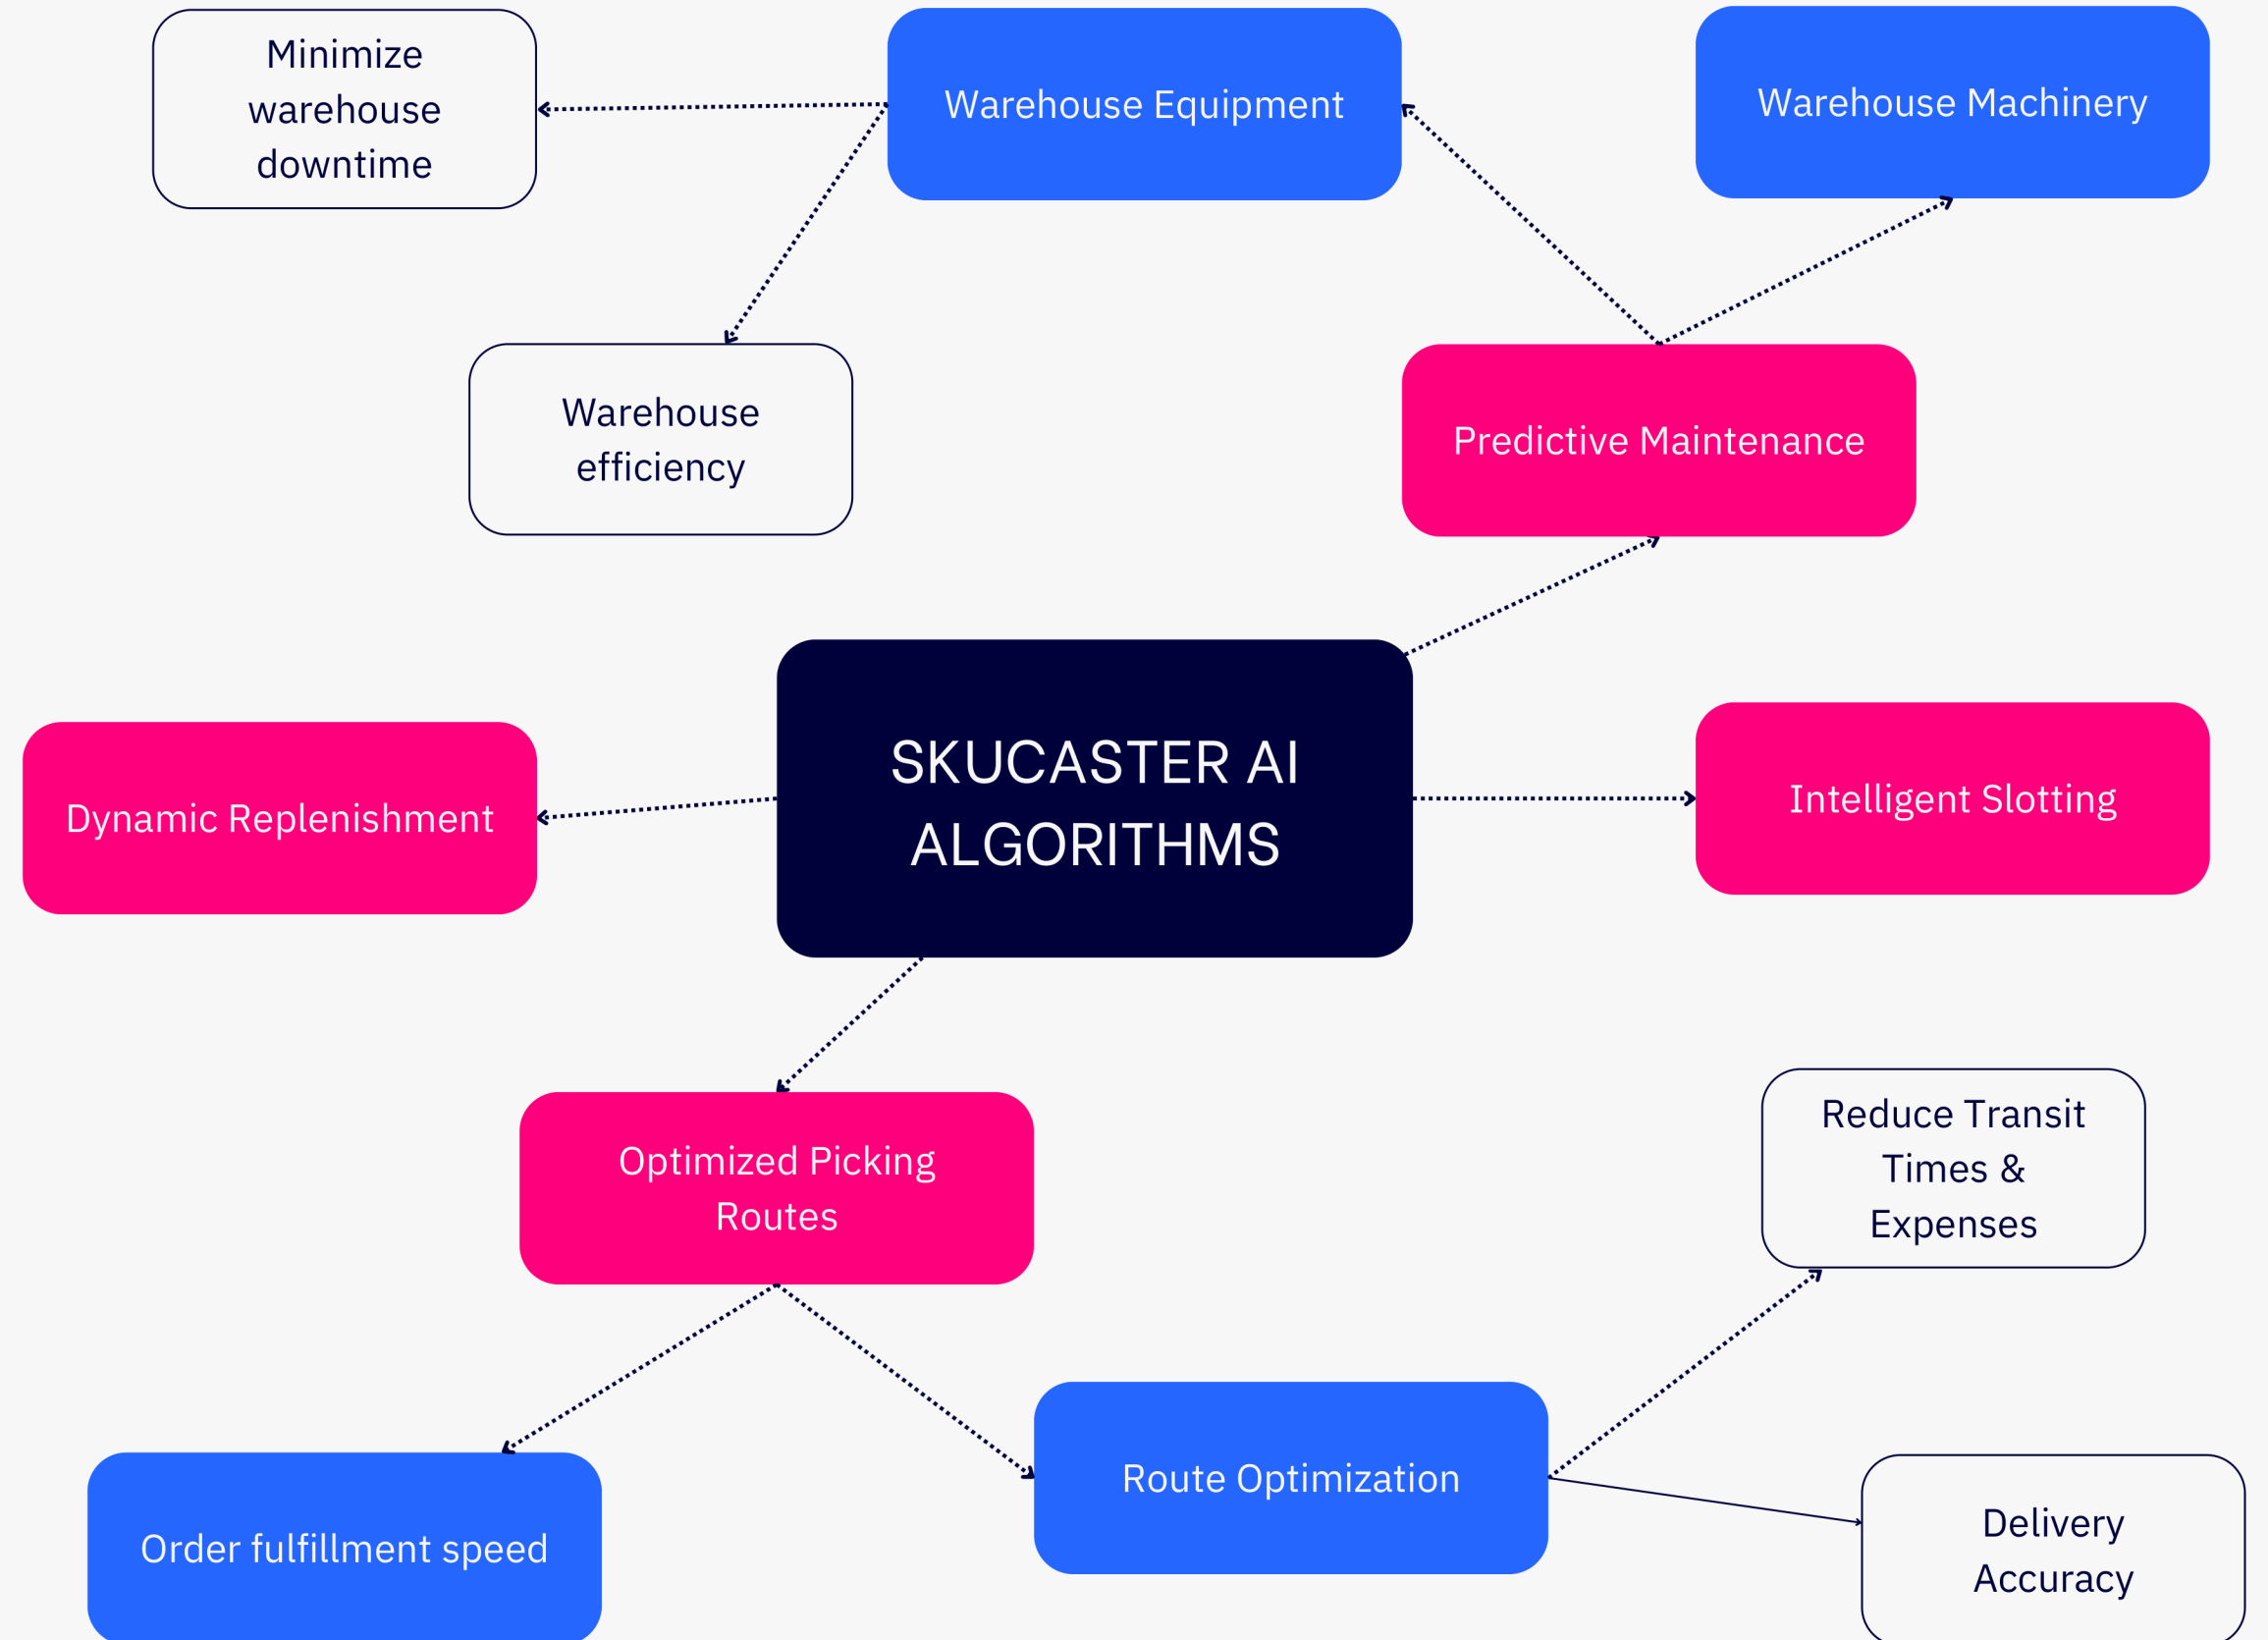 Minimize
warehouse
downtime
Warehouse Equipment
Warehouse Machinery
Warehouse
efficiency
Predictive Maintenance
SKUCASTER AI
ALGORITHMS
Dynamic Replenishment
Intelligent Slotting
Optimized Picking
Routes
Reduce Transit
Times &
Expenses
Route Optimization
Order fulfillment speed
Delivery
Accuracy